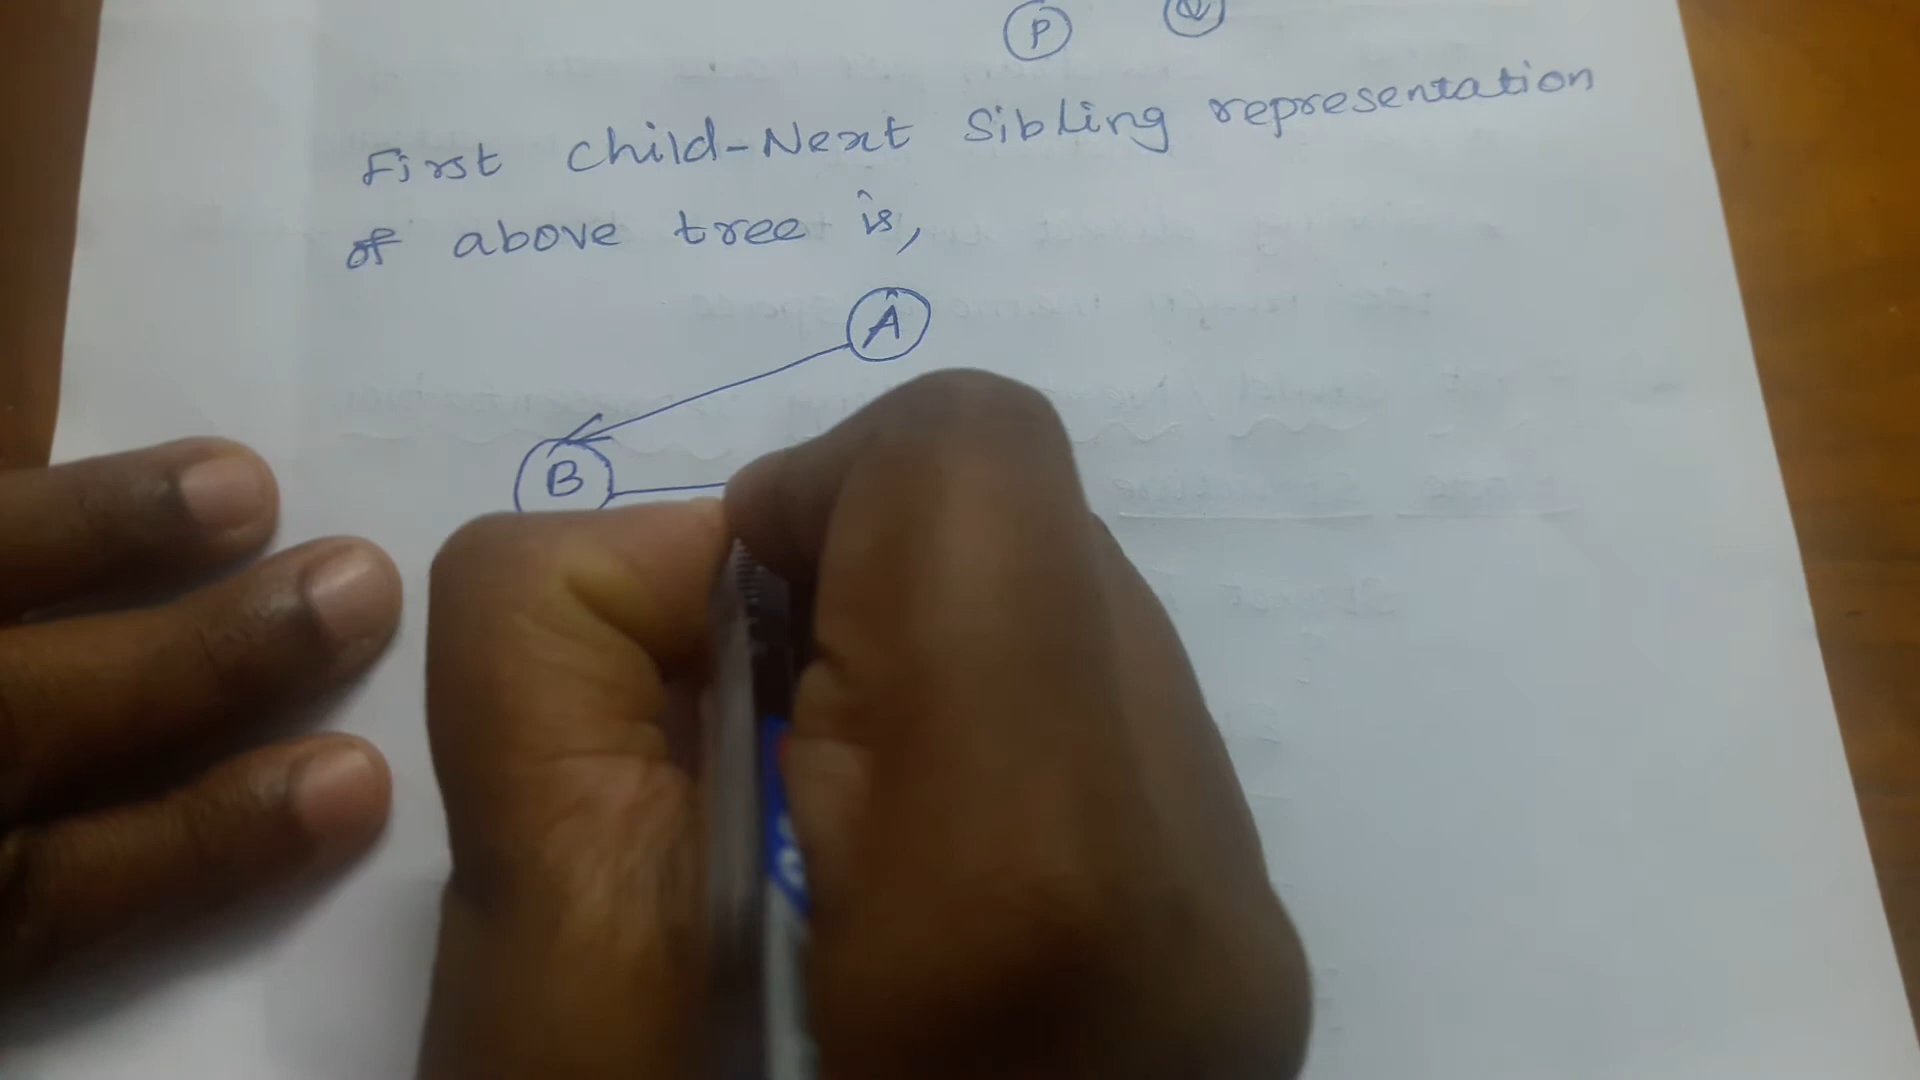 P Q
First Child-Next Sibling representation
of above tree is,
A
B